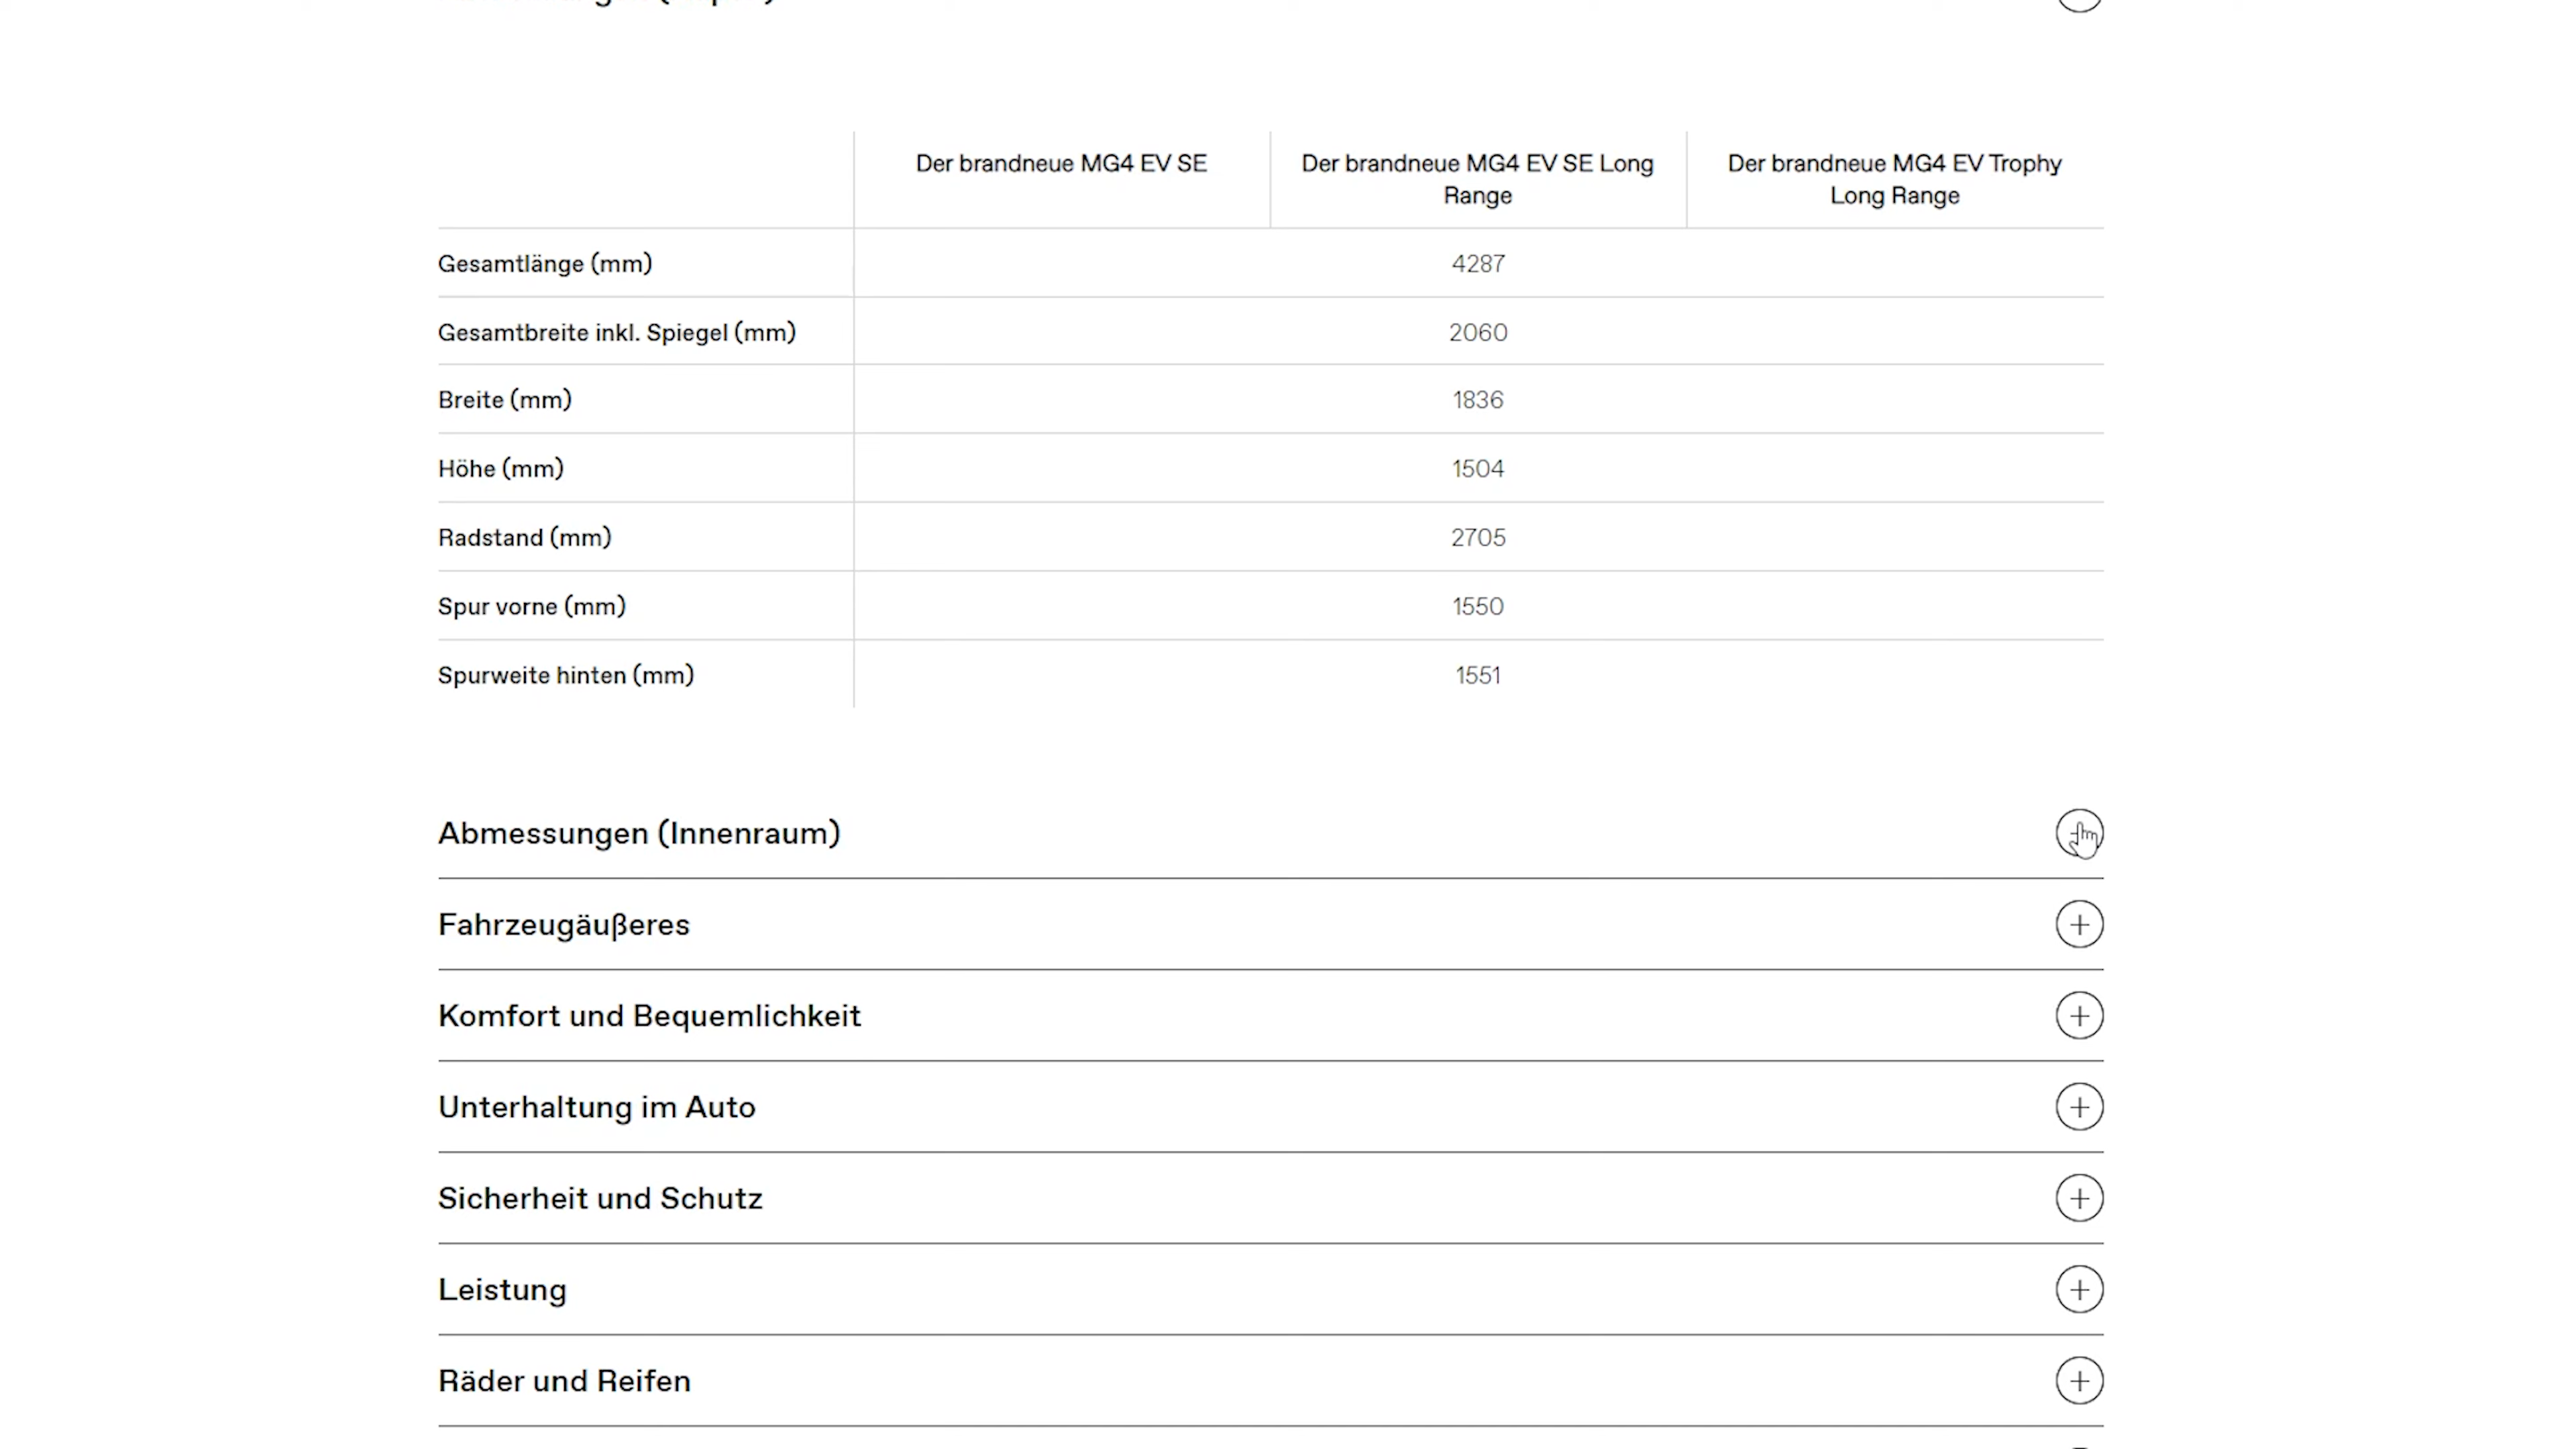 Der brandneue MG4 EV SE
Der brandneue MG4 EV SE Long
Range
Der brandneue MG4 EV Trophy
Long Range
Gesamtlänge (mm)
4287
Gesamtbreite inkl. Spiegel (mm)
2060
Breite (mm)
1836
Höhe (mm)
1504
Radstand (mm)
2705
Spur vorne (mm)
1550
Spurweite hinten (mm)
1551
Abmessungen (Innenraum)
Fahrzeugäußeres
Komfort und Bequemlichkeit
Unterhaltung im Auto
Sicherheit und Schutz
Leistung
Räder und Reifen